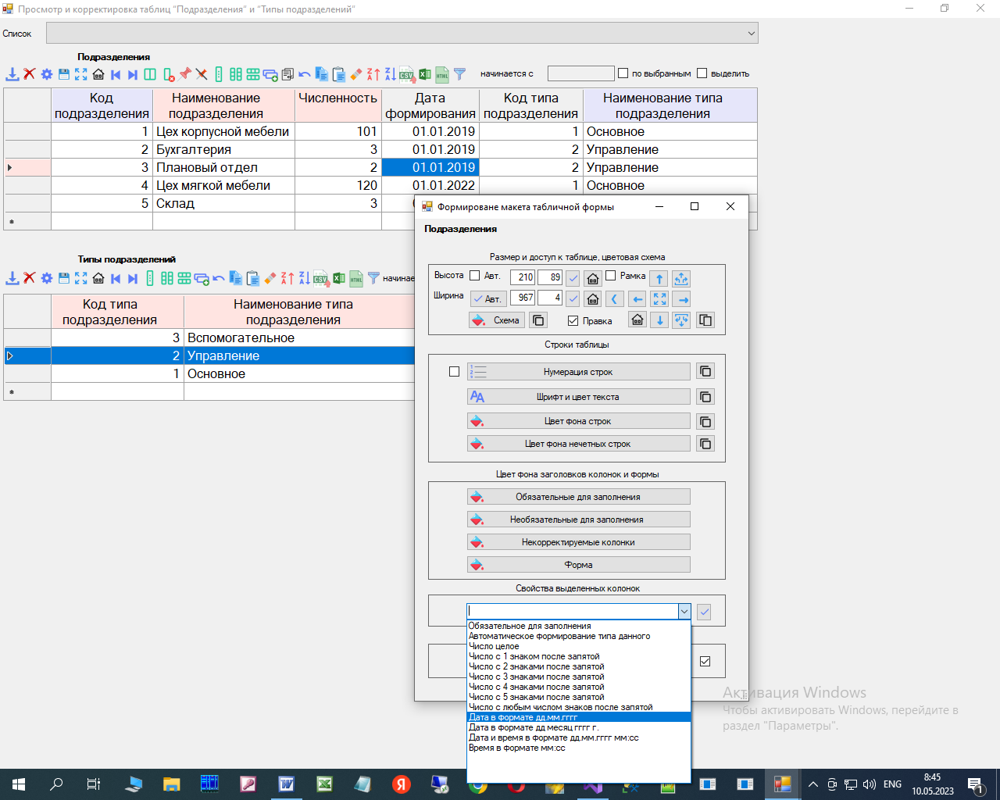 Просмотр и корректировка таблиц "Подразделения" и "Типы подразделений"
Список
Подразделения
начинается с
по выбранным
выделить
Код подразделения
Наименование подразделения
Численность
Дата формирования
Код типа подразделения
Наименование типа подразделения
1 Цех корпусной мебели 101 01.01.2019 1 Основное
2 Бухгалтерия 3 01.01.2019 2 Управление
3 Плановый отдел 2 01.01.2019 2 Управление
4 Цех мягкой мебели 120 01.01.2022 1 Основное
5 Склад 3
*
Типы подразделений
начинае
Код типа подразделения
Наименование типа подразделения
3 Вспомогательное
2 Управление
1 Основное
*
Формироване макета табличной формы
Подразделения
Размер и доступ к таблице, цветовая схема
Высота Авт. 210 89 Рамка
Ширина Авт. 967 4
Схема Правка
Строки таблицы
Нумерация строк
Шрифт и цвет текста
Цвет фона строк
Цвет фона нечетных строк
Цвет фона заголовков колонок и формы
Обязательные для заполнения
Необязательные для заполнения
Некорректируемые колонки
Форма
Свойства выделенных колонок
Обязательное для заполнения
Автоматическое формирование типа данного
Число целое
Число с 1 знаком после запятой
Число с 2 знаками после запятой
Число с 3 знаками после запятой
Число с 4 знаками после запятой
Число с 5 знаками после запятой
Число с любым числом знаков после запятой
Дата в формате дд.мм.гггг
Дата в формате дд месяц гггг г.
Дата и время в формате дд.мм.гггг мм:сс
Время в формате мм:сс
Активация Windows
Чтобы активировать Windows, перейдите в
раздел "Параметры".
ENG
8:45
10.05.2023
1